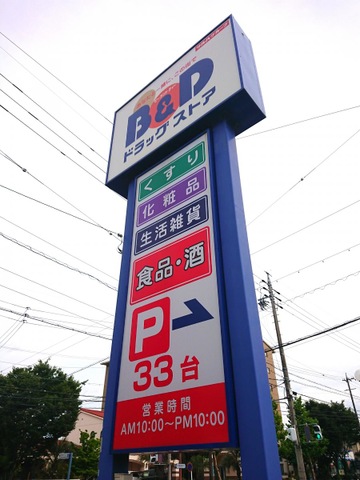 B&D
ドラッグストア
くすり
化粧品
生活雑貨
食品・酒
P
33台
営業時間
AM10:00〜PM10:00